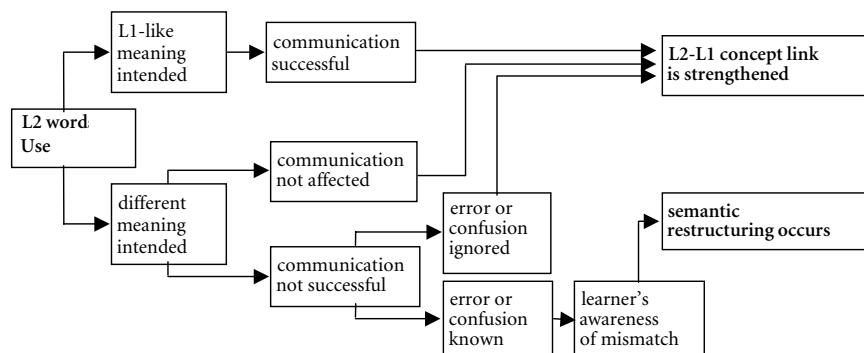 L1-like
meaning
intended
communication
successful
L2-L1 concept link
is strengthened
L2 word
Use
communication
not affected
different
meaning
intended
error or
confusion
ignored
semantic
restructuring occurs
communication
not successful
error or
confusion
known
learner's
awareness
of mismatch